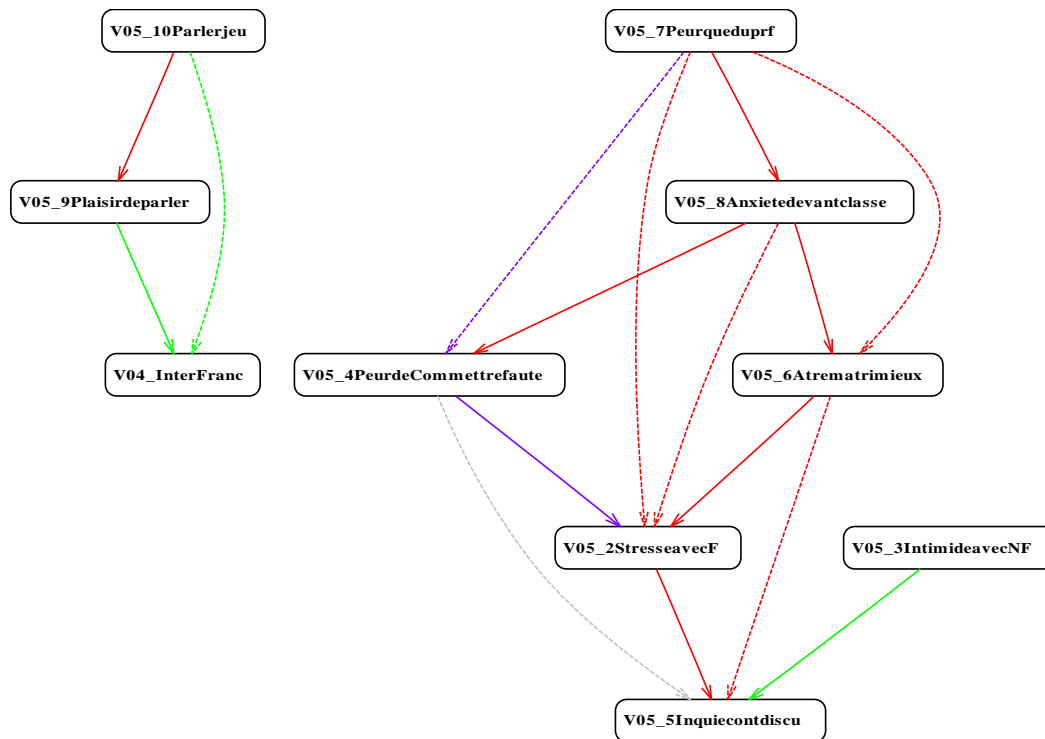 V05_10Parlerjeu
V05_7Peurqueduprf
V05_9Plaisirdeparler
V05_8Anxietedevantclasse
V04_InterFranc
V05_4PeurdeCommettrefaute
V05_6Atrematrimieux
V05_2StresseavecF
V05_3IntimideavecNF
V05_5Inquiecontdiscu